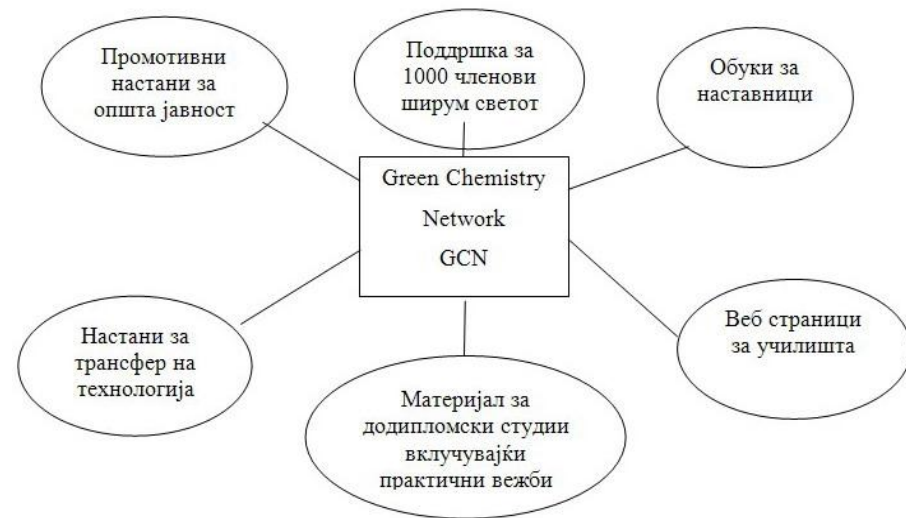 Промотивни
настани за
општа јавност
Поддршка за
1000 членови
ширум светот
Обуки за
наставници
Green Chemistry
Network
GCN
Настани за
трансфер на
технологија
Веб страници
за училишта
Материјал за
додипломски студии
вклучувајќи
практични вежби